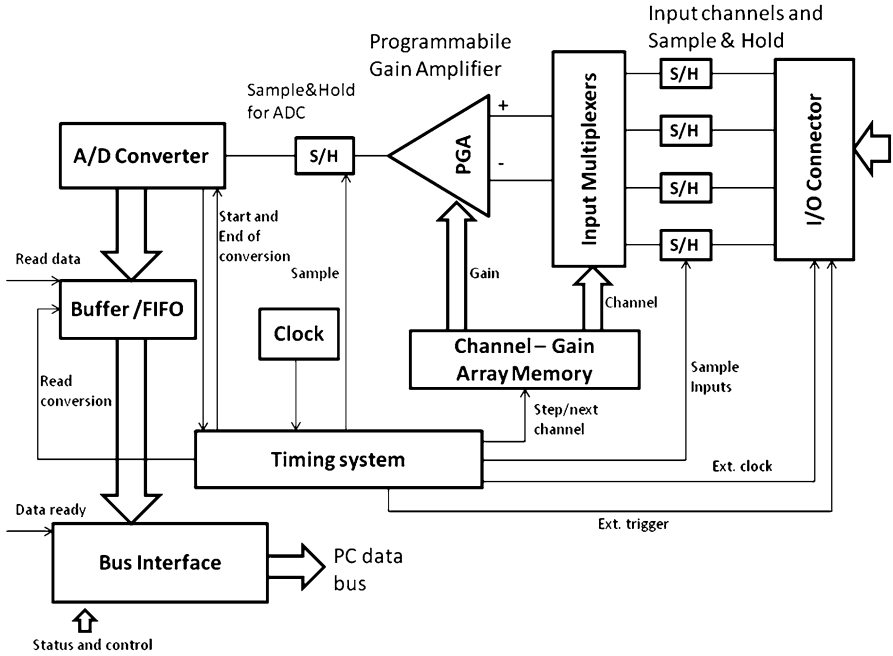 Input channels and
Sample & Hold
Programmabile
Gain Amplifier
Sample&Hold
for ADC
S/H
S/H
S/H
S/H
I/O Connector
Input Multiplexers
+
-
PGA
S/H
A/D Converter
Start and
End of
conversion
Sample
Gain
Channel
Read data
Buffer /FIFO
Clock
Channel – Gain
Array Memory
Read
conversion
Step/next
channel
Sample
Inputs
Timing system
Ext. clock
Ext. trigger
Data ready
Bus Interface
PC data
bus
Status and control